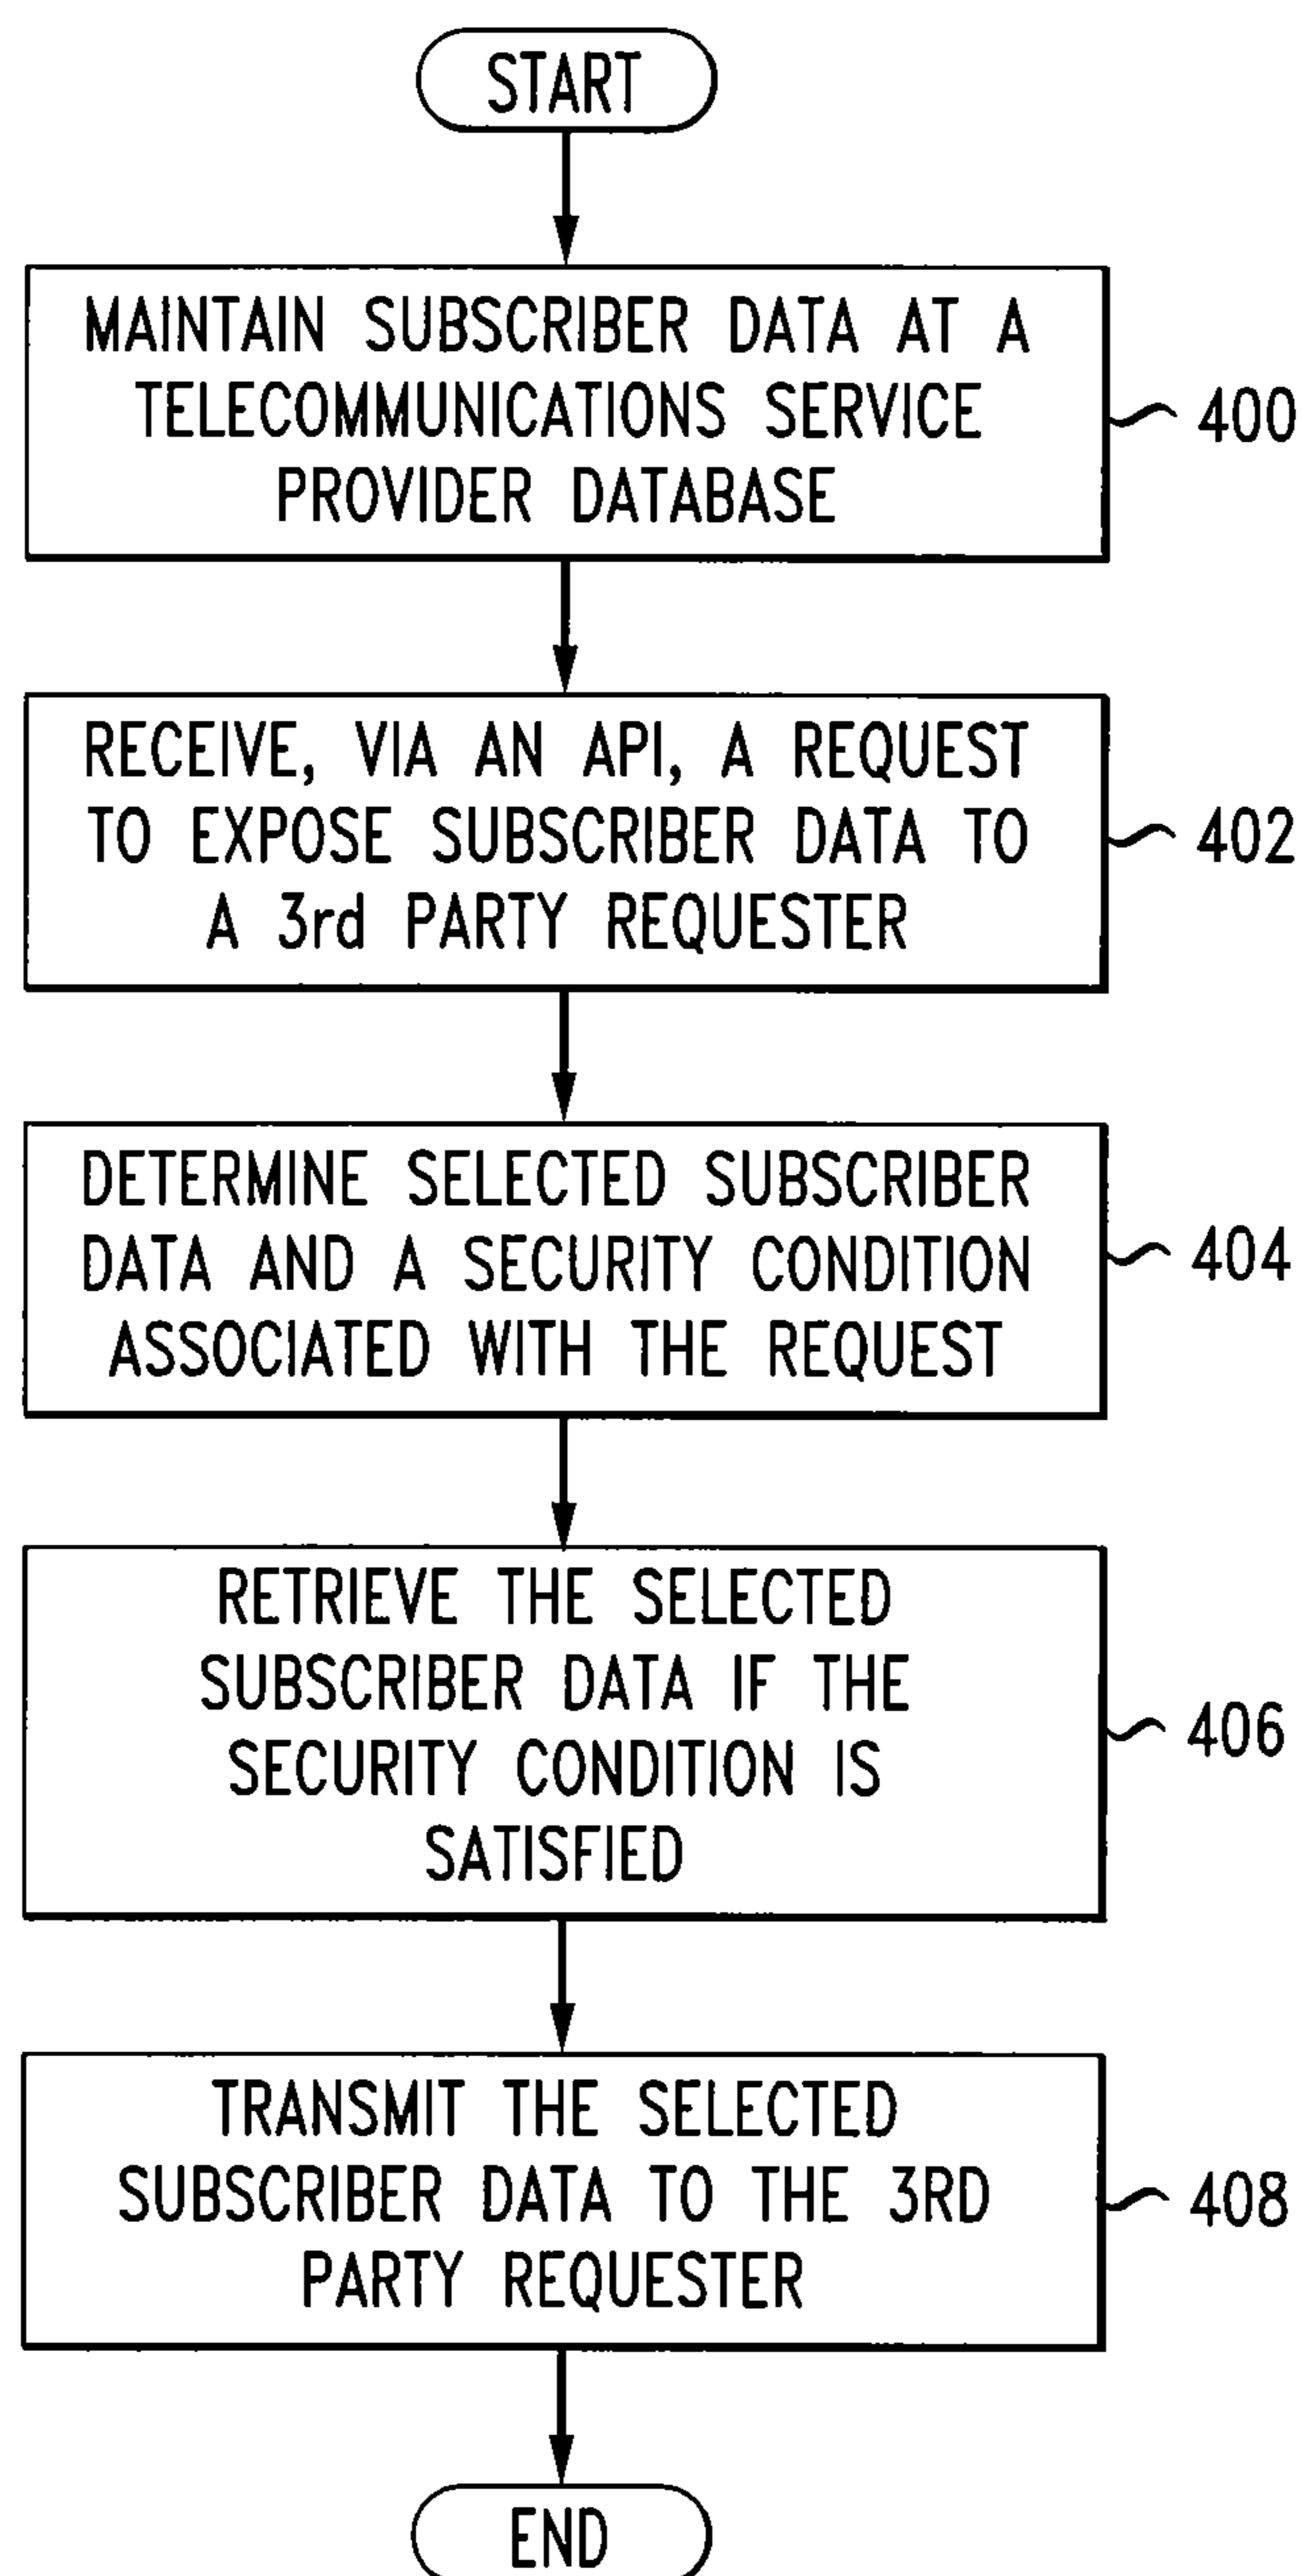 START
MAINTAIN SUBSCRIBER DATA AT A
TELECOMMUNICATIONS SERVICE
PROVIDER DATABASE
400
RECEIVE, VIA AN API, A REQUEST
TO EXPOSE SUBSCRIBER DATA TO
A 3rd PARTY REQUESTER
402
DETERMINE SELECTED SUBSCRIBER
DATA AND A SECURITY CONDITION
ASSOCIATED WITH THE REQUEST
404
RETRIEVE THE SELECTED
SUBSCRIBER DATA IF THE
SECURITY CONDITION IS
SATISFIED
406
TRANSMIT THE SELECTED
SUBSCRIBER DATA TO THE 3RD
PARTY REQUESTER
408
END